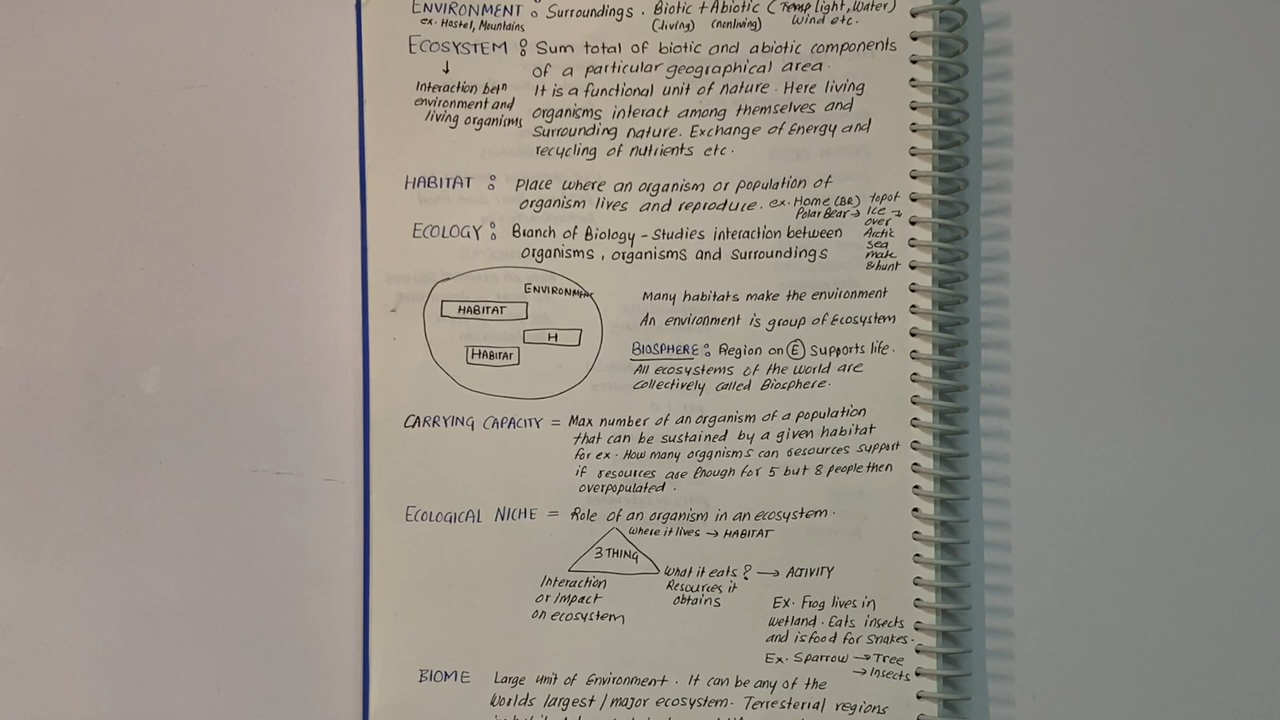 ENVIRONMENT : Surroundings . Biotic + Abiotic (Temp light, Water)
ex. Hostel, Mountains (living) (nonliving) Wind etc.
ECOSYSTEM : Sum total of biotic and abiotic components
of a particular geographical area.
It is a functional unit of nature. Here living
organisms interact among themselves and
Surrounding nature. Exchange of Energy and
recycling of nutrients etc.
↓
Interaction betn
environment and
living organisms
HABITAT : Place where an organism or population of
organism lives and reproduce. ex. Home (BR)
Polar Bear → Ice →
topof
over
Arctic
sea
mate
& hunt
ECOLOGY : Branch of Biology - Studies interaction between
organisms, organisms and surroundings
ENVIRONMENT
HABITAT
H
HABITAT
Many habitats make the environment
An environment is group of Ecosystem
BIOSPHERE : Region on (E) Supports life.
All ecosystems of the world are
collectively called Biosphere.
CARRYING CAPACITY = Max number of an organism of a population
that can be sustained by a given habitat
for ex. How many organisms can resources support
if resources are Enough for 5 but 8 people then
overpopulated.
ECOLOGICAL NICHE = Role of an organism in an ecosystem.
where it lives → HABITAT
3 THING
What it eats? → ACTIVITY
Resources it
obtains
Interaction
or impact
on ecosystem
Ex. Frog lives in
wetland. Eats insects
and is food for snakes.
Ex. Sparrow → Tree
→ Insects
BIOME Large unit of Environment. It can be any of the
Worlds largest / major ecosystem. Terresterial regions